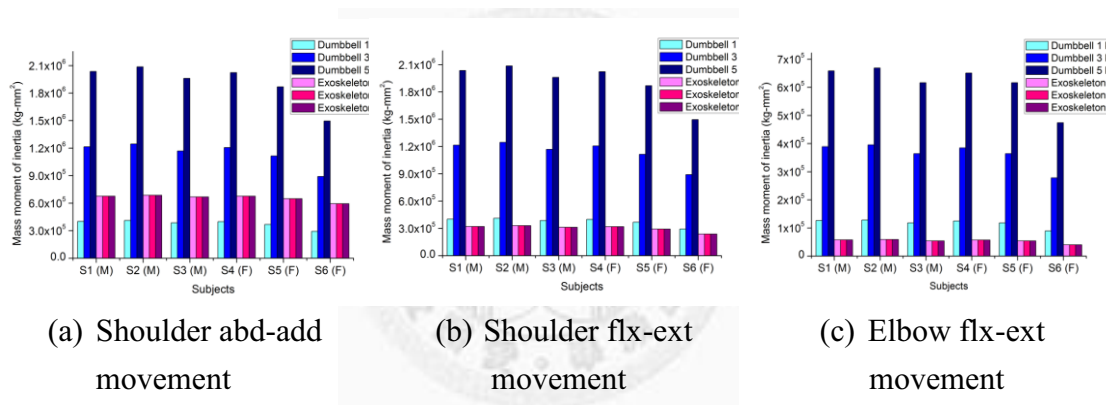 Dumbbell 1
Dumbbell 3
Dumbbell 5
Exoskeleton
Exoskeleton
Exoskeleton
Mass moment of inertia (kg-mm²)
2.1x10⁶
1.8x10⁶
1.5x10⁶
1.2x10⁶
9.0x10⁵
6.0x10⁵
3.0x10⁵
0.0
S1 (M) S2 (M) S3 (M) S4 (F) S5 (F) S6 (F)
Subjects
(a) Shoulder abd-add
movement
Dumbbell 1
Dumbbell 3
Dumbbell 5
Exoskeleton
Exoskeleton
Exoskeleton
Mass moment of inertia (kg-mm²)
2.1x10⁶
1.8x10⁶
1.5x10⁶
1.2x10⁶
9.0x10⁵
6.0x10⁵
3.0x10⁵
0.0
S1 (M) S2 (M) S3 (M) S4 (F) S5 (F) S6 (F)
Subjects
(b) Shoulder flx-ext
movement
Dumbbell 1
Dumbbell 3
Dumbbell 5
Exoskeleton
Exoskeleton
Exoskeleton
Mass moment of inertia (kg-mm²)
7x10⁵
6x10⁵
5x10⁵
4x10⁵
3x10⁵
2x10⁵
1x10⁵
0
S1 (M) S2 (M) S3 (M) S4 (F) S5 (F) S6 (F)
Subjects
(c) Elbow flx-ext
movement